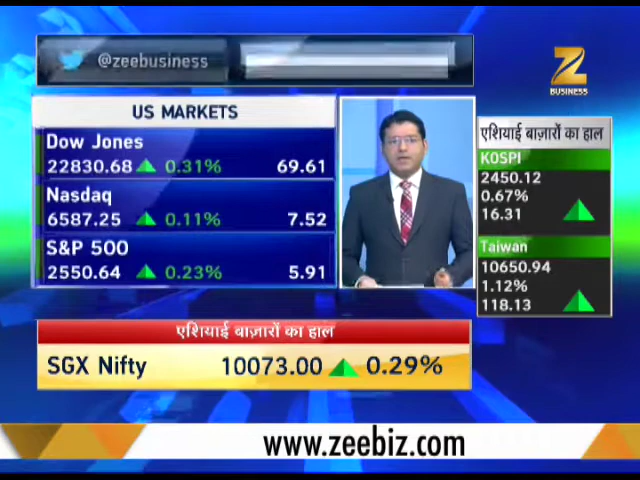 @zeebusiness
Z
BUSINESS
US MARKETS
Dow Jones
22830.68 0.31% 69.61
Nasdaq
6587.25 0.11% 7.52
S&P 500
2550.64 0.23% 5.91
एशियाई बाज़ारों का हाल
KOSPI
2450.12
0.67%
16.31
Taiwan
10650.94
1.12%
118.13
एशियाई बाज़ारों का हाल
SGX Nifty 10073.00 0.29%
www.zeebiz.com